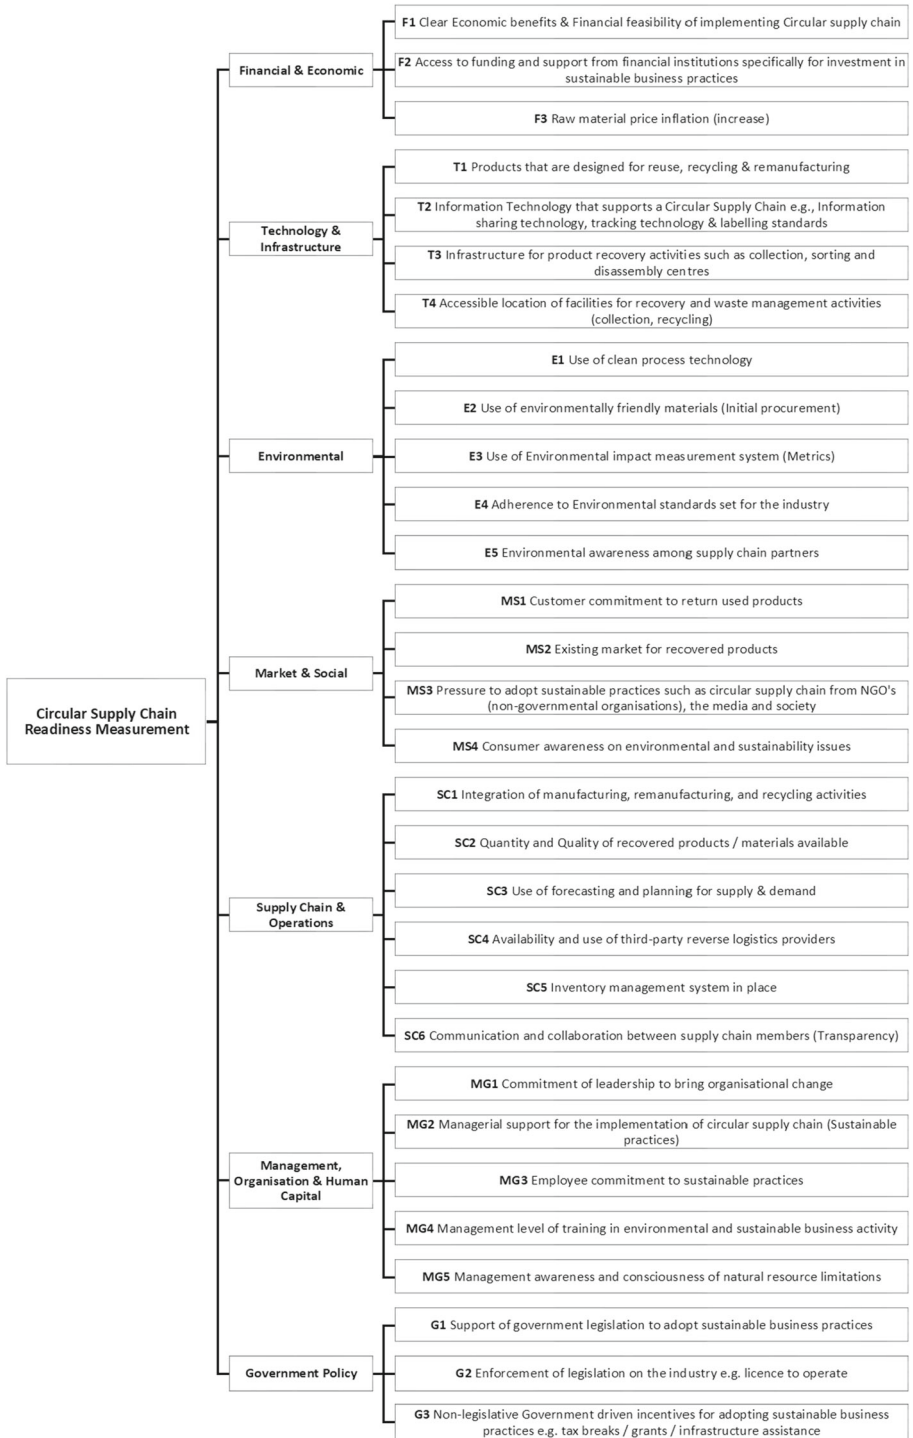 Circular Supply Chain
Readiness Measurement
Financial & Economic
F1 Clear Economic benefits & Financial feasibility of implementing Circular supply chain
F2 Access to funding and support from financial institutions specifically for investment in
sustainable business practices
F3 Raw material price inflation (increase)
Technology &
Infrastructure
T1 Products that are designed for reuse, recycling & remanufacturing
T2 Information Technology that supports a Circular Supply Chain e.g., Information
sharing technology, tracking technology & labelling standards
T3 Infrastructure for product recovery activities such as collection, sorting and
disassembly centres
T4 Accessible location of facilities for recovery and waste management activities
(collection, recycling)
Environmental
E1 Use of clean process technology
E2 Use of environmentally friendly materials (Initial procurement)
E3 Use of Environmental impact measurement system (Metrics)
E4 Adherence to Environmental standards set for the industry
E5 Environmental awareness among supply chain partners
Market & Social
MS1 Customer commitment to return used products
MS2 Existing market for recovered products
MS3 Pressure to adopt sustainable practices such as circular supply chain from NGO's
(non-governmental organisations), the media and society
MS4 Consumer awareness on environmental and sustainability issues
Supply Chain &
Operations
SC1 Integration of manufacturing, remanufacturing, and recycling activities
SC2 Quantity and Quality of recovered products / materials available
SC3 Use of forecasting and planning for supply & demand
SC4 Availability and use of third-party reverse logistics providers
SC5 Inventory management system in place
SC6 Communication and collaboration between supply chain members (Transparency)
Management,
Organisation & Human
Capital
MG1 Commitment of leadership to bring organisational change
MG2 Managerial support for the implementation of circular supply chain (Sustainable
practices)
MG3 Employee commitment to sustainable practices
MG4 Management level of training in environmental and sustainable business activity
MG5 Management awareness and consciousness of natural resource limitations
Government Policy
G1 Support of government legislation to adopt sustainable business practices
G2 Enforcement of legislation on the industry e.g. licence to operate
G3 Non-legislative Government driven incentives for adopting sustainable business
practices e.g. tax breaks / grants / infrastructure assistance